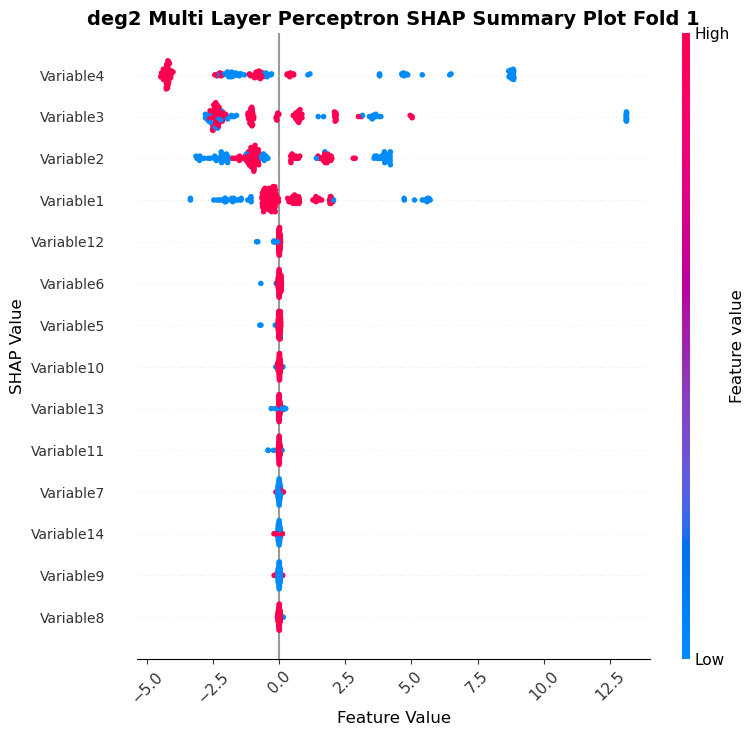 deg2 Multi Layer Perceptron SHAP Summary Plot Fold 1
High
Variable4
Variable3
Variable2
Variable1
Variable12
Variable6
Variable5
Variable10
Variable13
Variable11
Variable7
Variable14
Variable9
Variable8
SHAP Value
Feature value
Low
−5.0
−2.5
0.0
2.5
5.0
7.5
10.0
12.5
Feature Value